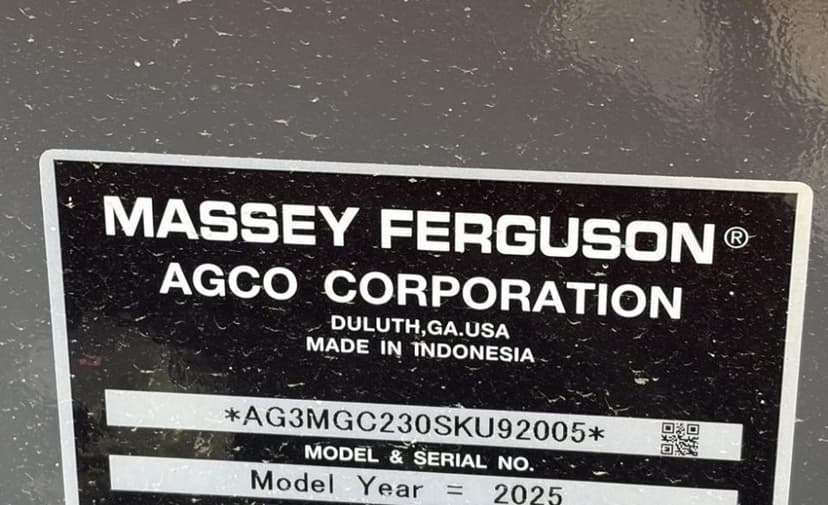 MASSEY FERGUSON®
AGCO CORPORATION
DULUTH,GA.USA
MADE IN INDONESIA
*AG3MGC230SKU92005*
MODEL & SERIAL NO.
Model Year = 2025